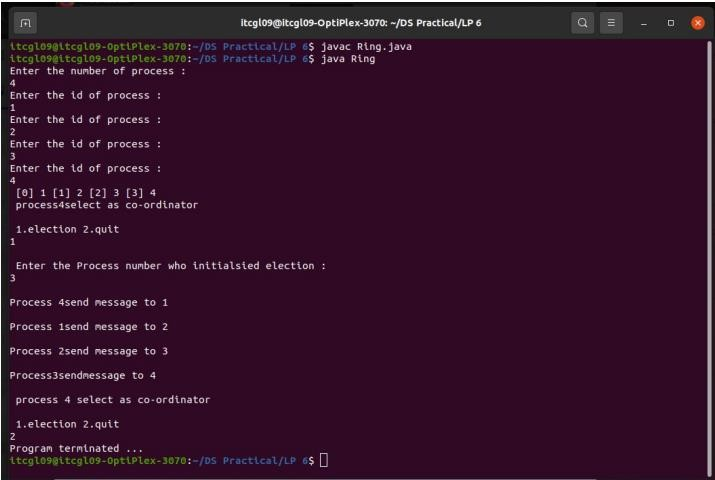 itcgl09@itcgl09-OptiPlex-3070: ~/DS Practical/LP 6
itcgl09@itcgl09-OptiPlex-3070:~/DS Practical/LP 6$ javac Ring.java
itcgl09@itcgl09-OptiPlex-3070:~/DS Practical/LP 6$ java Ring
Enter the number of process :
4
Enter the id of process :
1
Enter the id of process :
2
Enter the id of process :
3
Enter the id of process :
4
[0] 1 [1] 2 [2] 3 [3] 4
process4select as co-ordinator
1.election 2.quit
1
Enter the Process number who initialsied election :
3
Process 4send message to 1
Process 1send message to 2
Process 2send message to 3
Process3sendmessage to 4
process 4 select as co-ordinator
1.election 2.quit
2
Program terminated ...
itcgl09@itcgl09-OptiPlex-3070:~/DS Practical/LP 6$